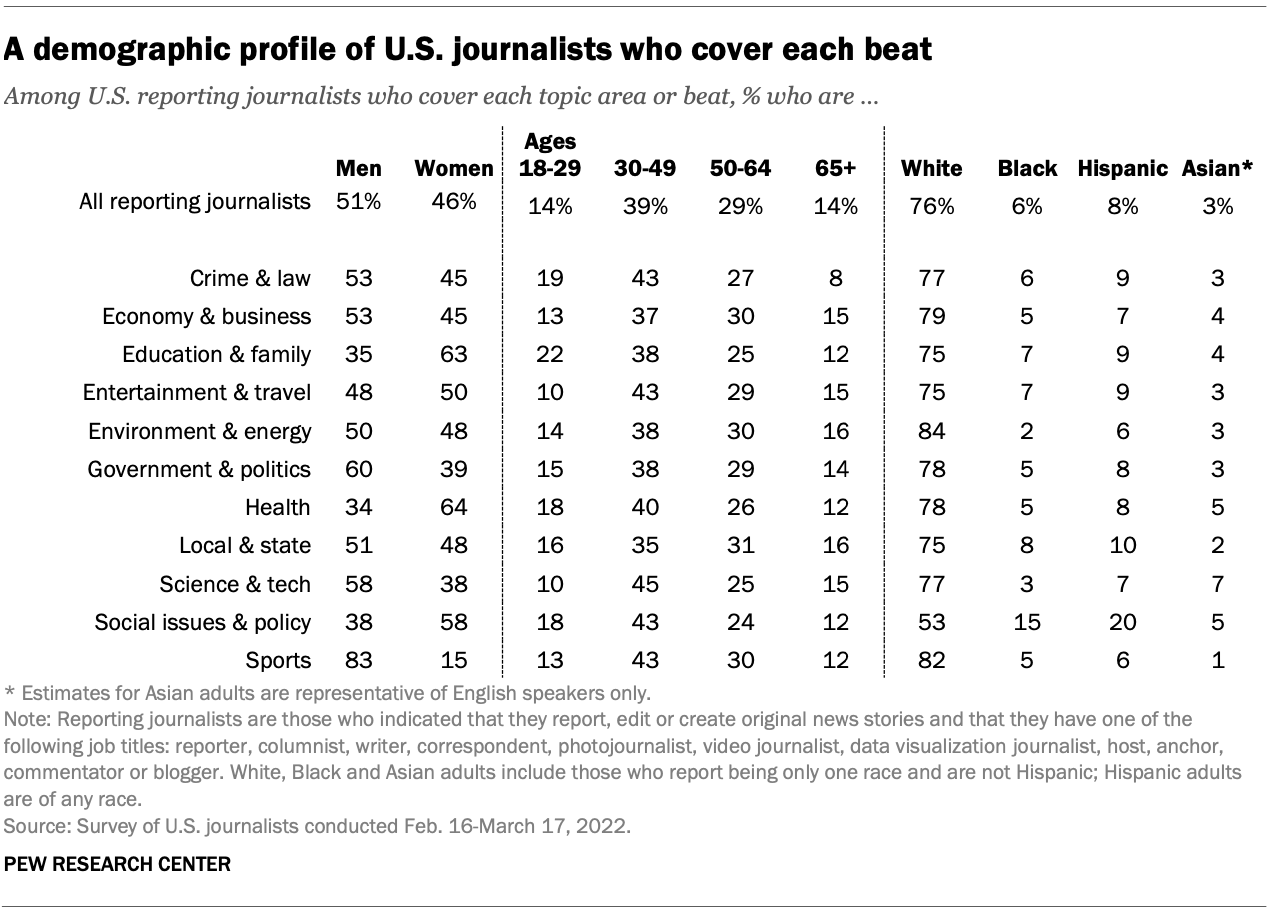 A demographic profile of U.S. journalists who cover each beat
Among U.S. reporting journalists who cover each topic area or beat, % who are ...
Ages
Men Women 18-29 30-49 50-64 65+ White Black Hispanic Asian*
All reporting journalists 51% 46% 14% 39% 29% 14% 76% 6% 8% 3%
Crime & law 53 45 19 43 27 8 77 6 9 3
Economy & business 53 45 13 37 30 15 79 5 7 4
Education & family 35 63 22 38 25 12 75 7 9 4
Entertainment & travel 48 50 10 43 29 15 75 7 9 3
Environment & energy 50 48 14 38 30 16 84 2 6 3
Government & politics 60 39 15 38 29 14 78 5 8 3
Health 34 64 18 40 26 12 78 5 8 5
Local & state 51 48 16 35 31 16 75 8 10 2
Science & tech 58 38 10 45 25 15 77 3 7 7
Social issues & policy 38 58 18 43 24 12 53 15 20 5
Sports 83 15 13 43 30 12 82 5 6 1
* Estimates for Asian adults are representative of English speakers only.
Note: Reporting journalists are those who indicated that they report, edit or create original news stories and that they have one of the
following job titles: reporter, columnist, writer, correspondent, photojournalist, video journalist, data visualization journalist, host, anchor,
commentator or blogger. White, Black and Asian adults include those who report being only one race and are not Hispanic; Hispanic adults
are of any race.
Source: Survey of U.S. journalists conducted Feb. 16-March 17, 2022.
PEW RESEARCH CENTER